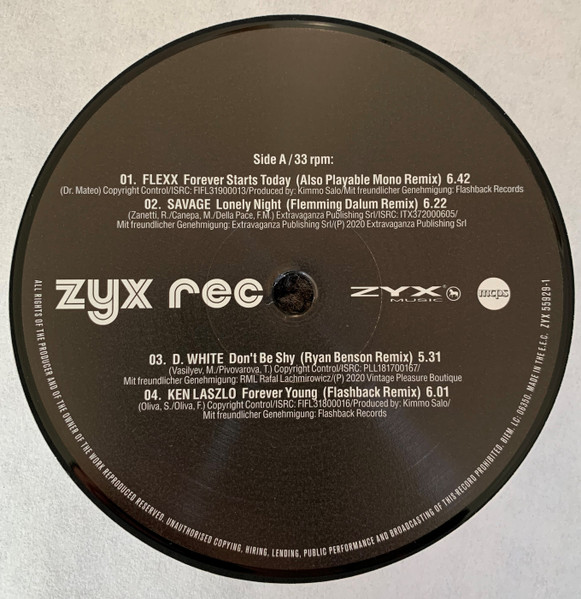 Side A / 33 rpm:
01. FLEXX Forever Starts Today (Also Playable Mono Remix) 6.42
(Dr. Mateo) Copyright Control/ISRC: FIFL31900013/Produced by: Kimmo Salo/Mit freundlicher Genehmigung: Flashback Records
02. SAVAGE Lonely Night (Flemming Dalum Remix) 6.22
(Zanetti, R./Canepa, M./Della Pace, F.M.) Extravaganza Publishing Srl/ISRC: ITX372000605/
Mit freundlicher Genehmigung: Extravaganza Publishing Srl/(P) 2020 Extravaganza Publishing Srl
zyx rec
ZYX
MUSIC
mcps
03. D. WHITE Don't Be Shy (Ryan Benson Remix) 5.31
(Vasilyev, M./Pivovarova, T.) Copyright Control/ISRC: PLL181700167/
Mit freundlicher Genehmigung: RML Rafal Lachmirowicz/(P) 2020 Vintage Pleasure Boutique
04. KEN LASZLO Forever Young (Flashback Remix) 6.01
(Oliva, S./Oliva, F.) Copyright Control/ISRC: FIFL31800016/Produced by: Kimmo Salo/
Mit freundlicher Genehmigung: Flashback Records
ALL RIGHTS OF THE PRODUCER AND OF THE OWNER OF THE WORK REPRODUCED RESERVED. UNAUTHORISED COPYING, HIRING, LENDING, PUBLIC PERFORMANCE AND BROADCASTING OF THIS RECORD PROHIBITED. BIEM. LC: 06350. MADE IN THE E.E.C. ZYX 55929-1